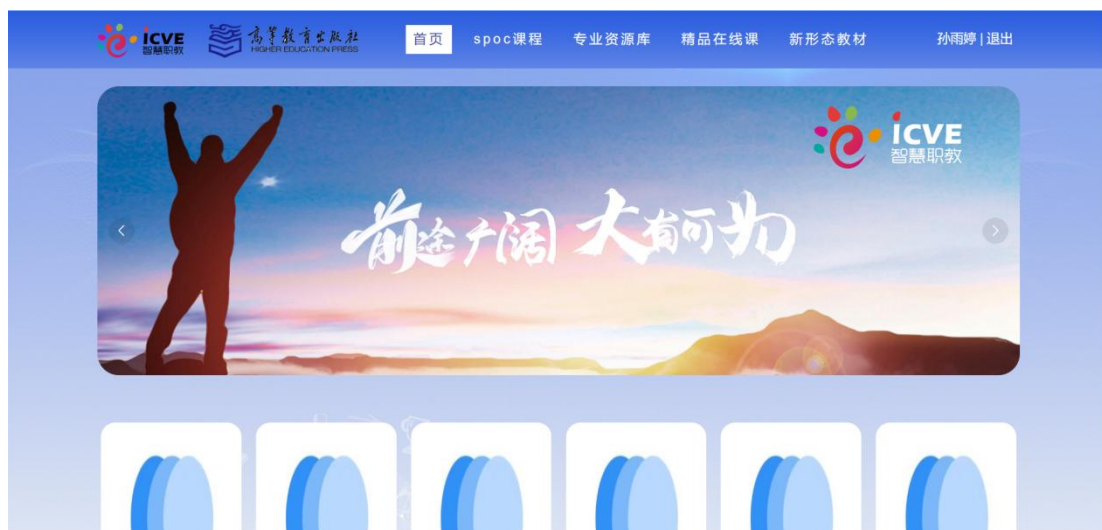 ICVE
智慧职教
高等教育出版社
HIGHER EDUCATION PRESS
首页 spoc课程 专业资源库 精品在线课 新形态教材 孙雨婷 | 退出
ICVE
智慧职教
前途广阔 大有可为